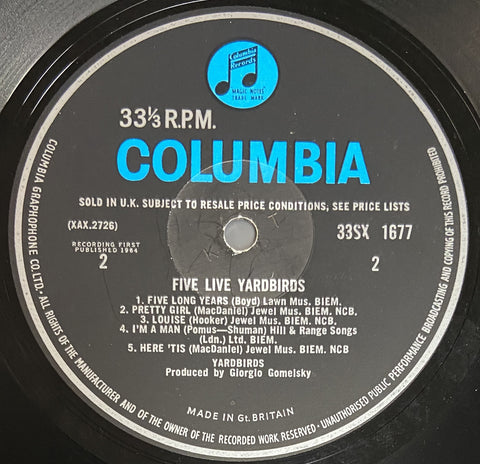 Columbia
Records
MAGIC NOTES
TRADE MARK
33⅓ R.P.M.
COLUMBIA
SOLD IN U.K. SUBJECT TO RESALE PRICE CONDITIONS, SEE PRICE LISTS
(XAX.2726)
33SX 1677
RECORDING FIRST
PUBLISHED 1964
2
2
FIVE LIVE YARDBIRDS
1. FIVE LONG YEARS (Boyd) Lawn Mus. BIEM.
2. PRETTY GIRL (MacDaniel) Jewel Mus. BIEM. NCB.
3. LOUISE (Hooker) Jewel Mus. BIEM. NCB.
4. I'M A MAN (Pomus—Shuman) Hill & Range Songs
(Ldn.) Ltd. BIEM.
5. HERE 'TIS (MacDaniel) Jewel Mus. BIEM. NCB
YARDBIRDS
Produced by Giorgio Gomelsky
MADE IN Gt. BRITAIN
COLUMBIA GRAPHOPHONE CO. LTD. ALL RIGHTS OF THE MANUFACTURER AND OF THE OWNER OF THE RECORDED WORK RESERVED · UNAUTHORISED PUBLIC PERFORMANCE BROADCASTING AND COPYING OF THIS RECORD PROHIBITED